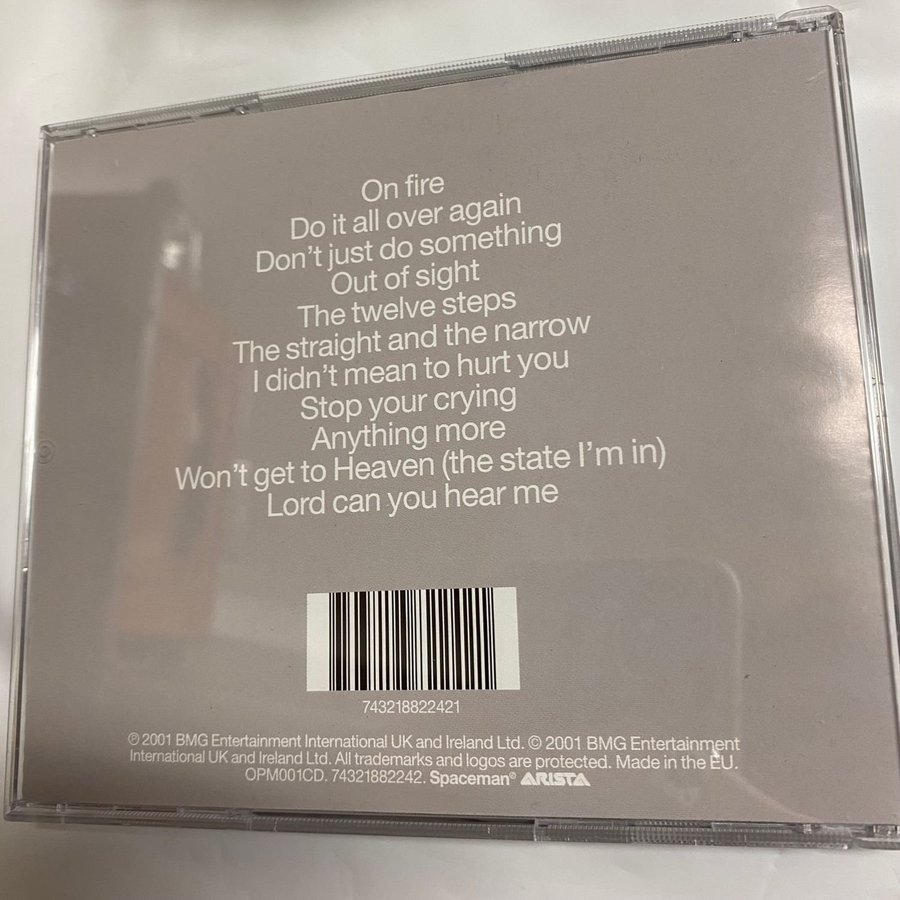 On fire
Do it all over again
Don't just do something
Out of sight
The twelve steps
The straight and the narrow
I didn't mean to hurt you
Stop your crying
Anything more
Won't get to Heaven (the state I'm in)
Lord can you hear me
743218822421
℗ 2001 BMG Entertainment International UK and Ireland Ltd. © 2001 BMG Entertainment
International UK and Ireland Ltd. All trademarks and logos are protected. Made in the EU.
OPM001CD. 74321882242. Spaceman® ARISTA